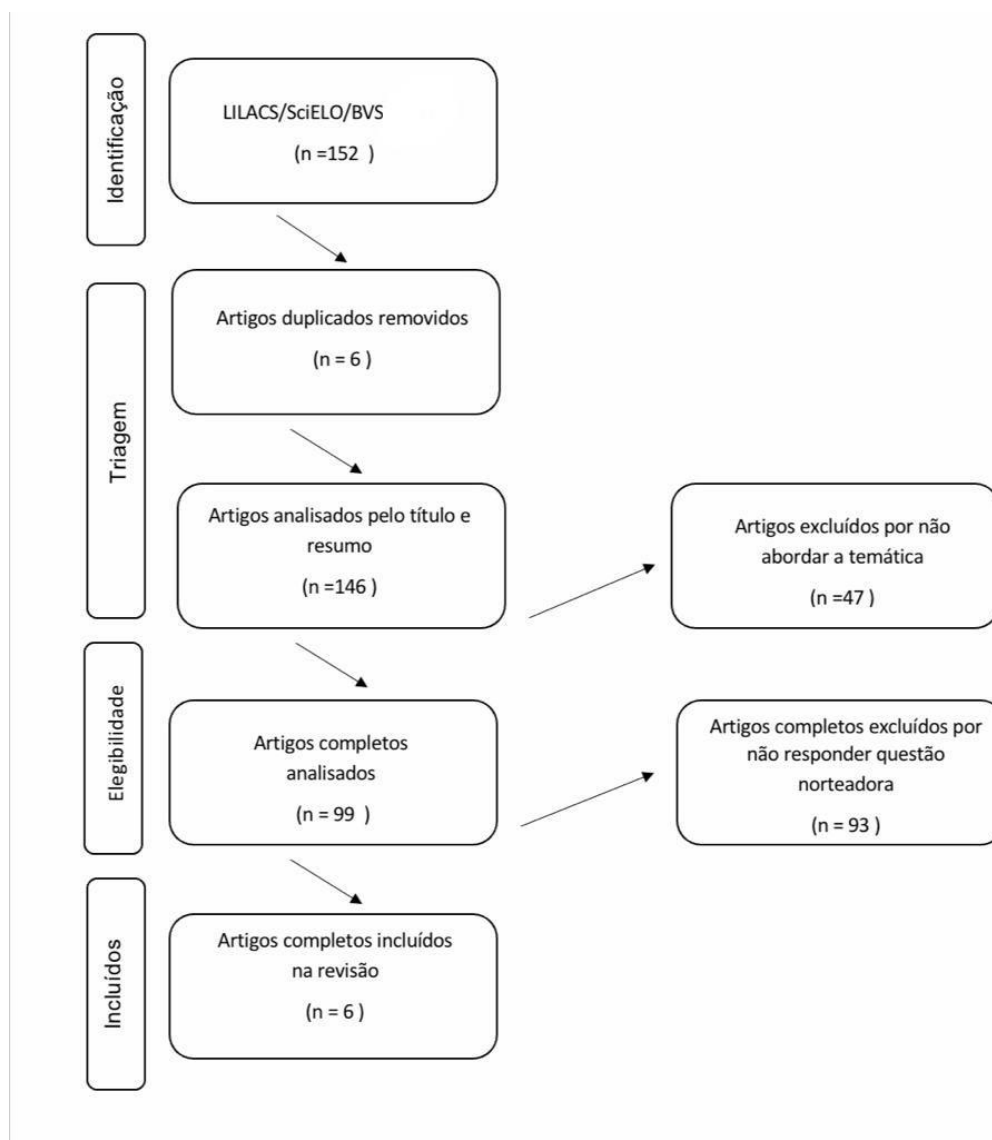 Identificação
LILACS/SciELO/BVS
(n =152 )
Triagem
Artigos duplicados removidos
(n = 6 )
Artigos analisados pelo título e
resumo
(n =146 )
Artigos excluídos por não
abordar a temática
(n =47 )
Elegibilidade
Artigos completos
analisados
(n = 99 )
Artigos completos excluídos por
não responder questão
norteadora
(n = 93 )
Incluídos
Artigos completos incluídos
na revisão
(n = 6 )